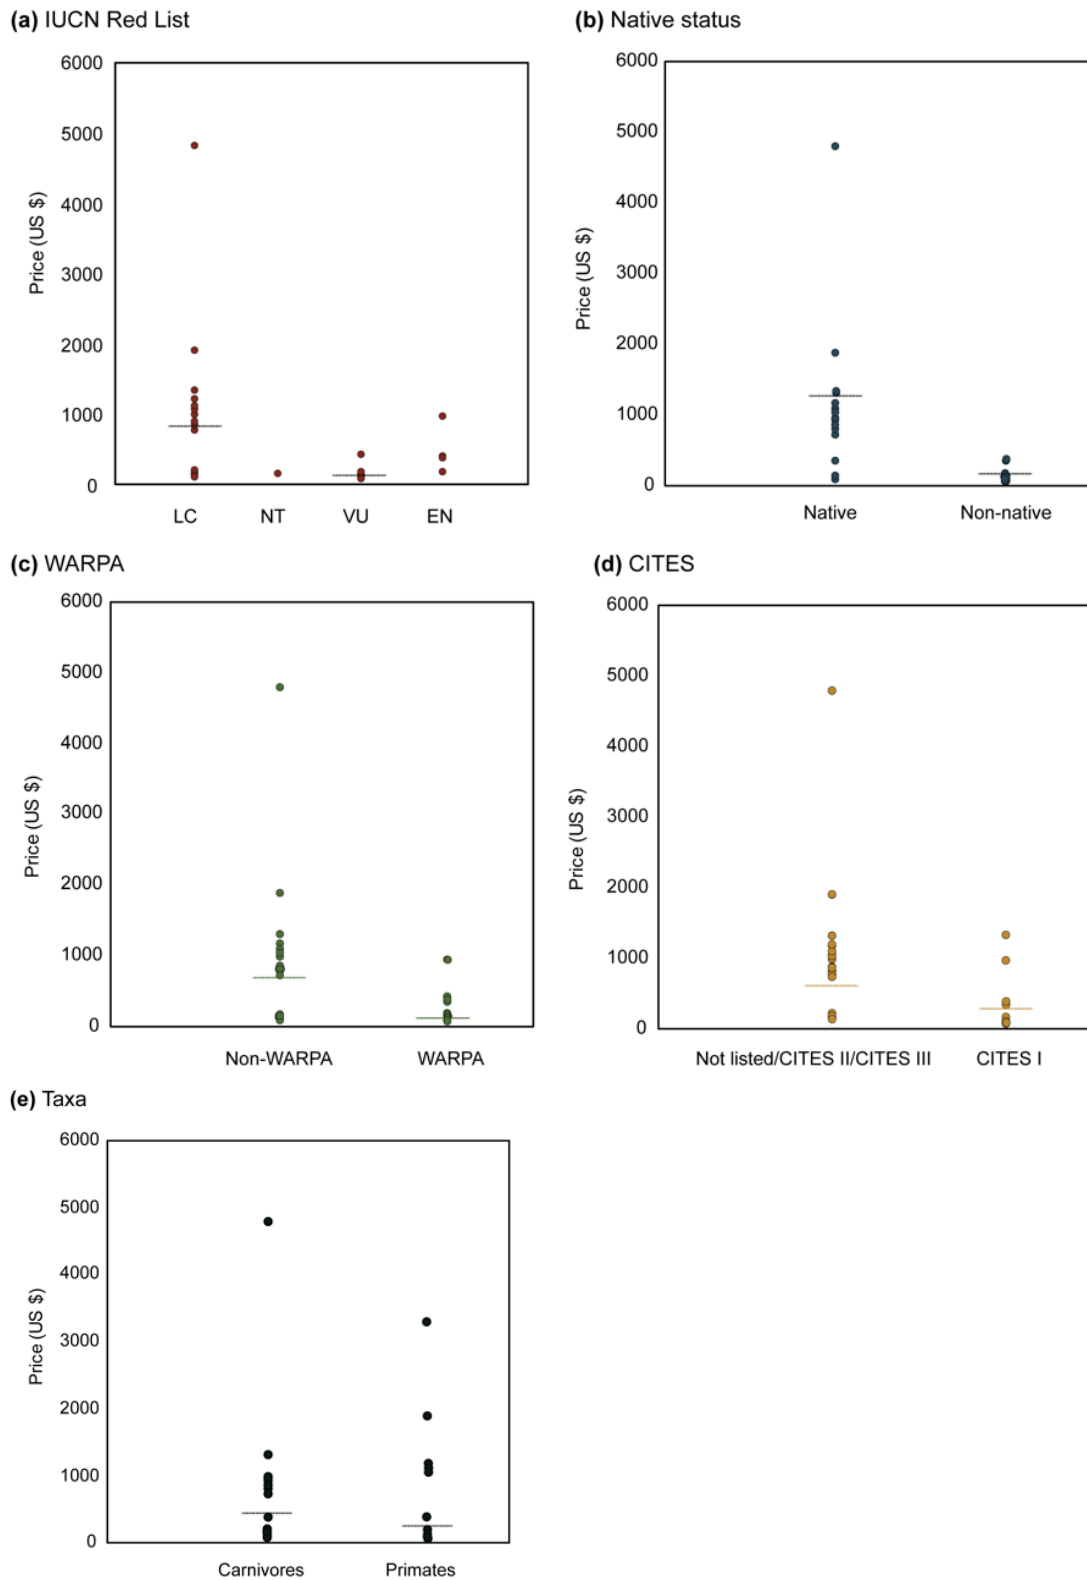 (a) IUCN Red List
6000
5000
4000
3000
2000
1000
0
Price (US $)
LC NT VU EN
(b) Native status
6000
5000
4000
3000
2000
1000
0
Price (US $)
Native Non-native
(c) WARPA
6000
5000
4000
3000
2000
1000
0
Price (US $)
Non-WARPA WARPA
(d) CITES
6000
5000
4000
3000
2000
1000
0
Price (US $)
Not listed/CITES II/CITES III CITES I
(e) Taxa
6000
5000
4000
3000
2000
1000
0
Price (US $)
Carnivores Primates